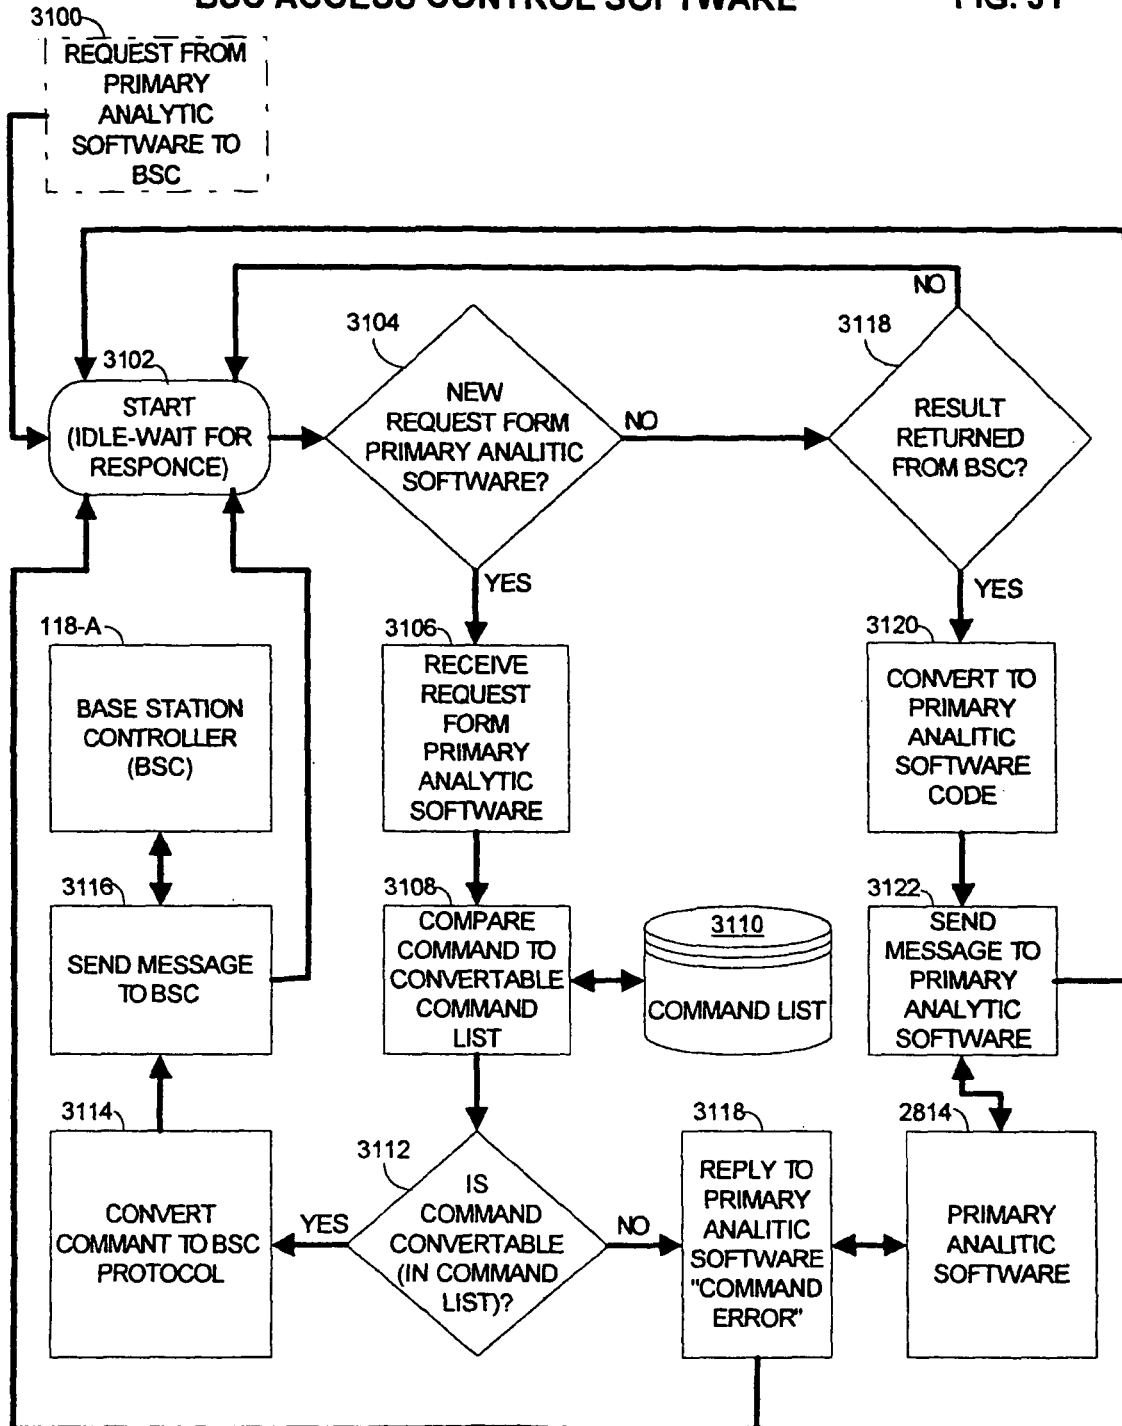 BSC ACCESS CONTROL SOFTWARE
FIG. 31
3100
REQUEST FROM
PRIMARY
ANALYTIC
SOFTWARE TO
BSC
3102
START
(IDLE-WAIT FOR
RESPONCE)
3104
NEW
REQUEST FORM
PRIMARY ANALITIC
SOFTWARE?
NO
YES
3118
NO
RESULT
RETURNED
FROM BSC?
YES
118-A
BASE STATION
CONTROLLER
(BSC)
3106
RECEIVE
REQUEST
FORM
PRIMARY
ANALYTIC
SOFTWARE
3120
CONVERT TO
PRIMARY
ANALITIC
SOFTWARE
CODE
3116
SEND MESSAGE
TO BSC
3108
COMPARE
COMMAND TO
CONVERTABLE
COMMAND
LIST
3110
COMMAND LIST
3122
SEND
MESSAGE TO
PRIMARY
ANALYTIC
SOFTWARE
3114
CONVERT
COMMANT TO BSC
PROTOCOL
3112
IS
COMMAND
CONVERTABLE
(IN COMMAND
LIST)?
YES
NO
3118
REPLY TO
PRIMARY
ANALITIC
SOFTWARE
"COMMAND
ERROR"
2814
PRIMARY
ANALITIC
SOFTWARE